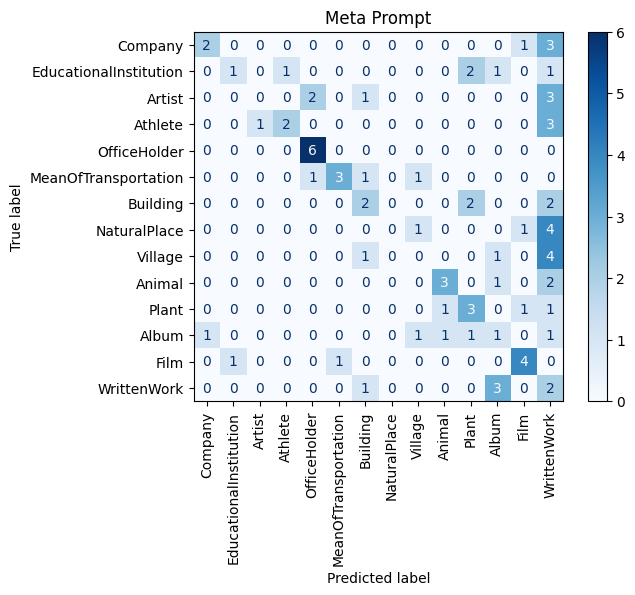 Meta Prompt
True label
Company 2 0 0 0 0 0 0 0 0 0 0 0 1 3
EducationalInstitution 0 1 0 1 0 0 0 0 0 0 2 1 0 1
Artist 0 0 0 0 2 0 1 0 0 0 0 0 0 3
Athlete 0 0 1 2 0 0 0 0 0 0 0 0 0 3
OfficeHolder 0 0 0 0 6 0 0 0 0 0 0 0 0 0
MeanOfTransportation 0 0 0 0 1 3 1 0 1 0 0 0 0 0
Building 0 0 0 0 0 0 2 0 0 0 2 0 0 2
NaturalPlace 0 0 0 0 0 0 0 0 1 0 0 0 1 4
Village 0 0 0 0 0 0 1 0 0 0 0 1 0 4
Animal 0 0 0 0 0 0 0 0 0 3 0 1 0 2
Plant 0 0 0 0 0 0 0 0 0 1 3 0 1 1
Album 1 0 0 0 0 0 0 0 1 1 1 1 0 1
Film 0 1 0 0 0 1 0 0 0 0 0 0 4 0
WrittenWork 0 0 0 0 0 0 1 0 0 0 0 3 0 2
Company
EducationalInstitution
Artist
Athlete
OfficeHolder
MeanOfTransportation
Building
NaturalPlace
Village
Animal
Plant
Album
Film
WrittenWork
Predicted label
6
5
4
3
2
1
0